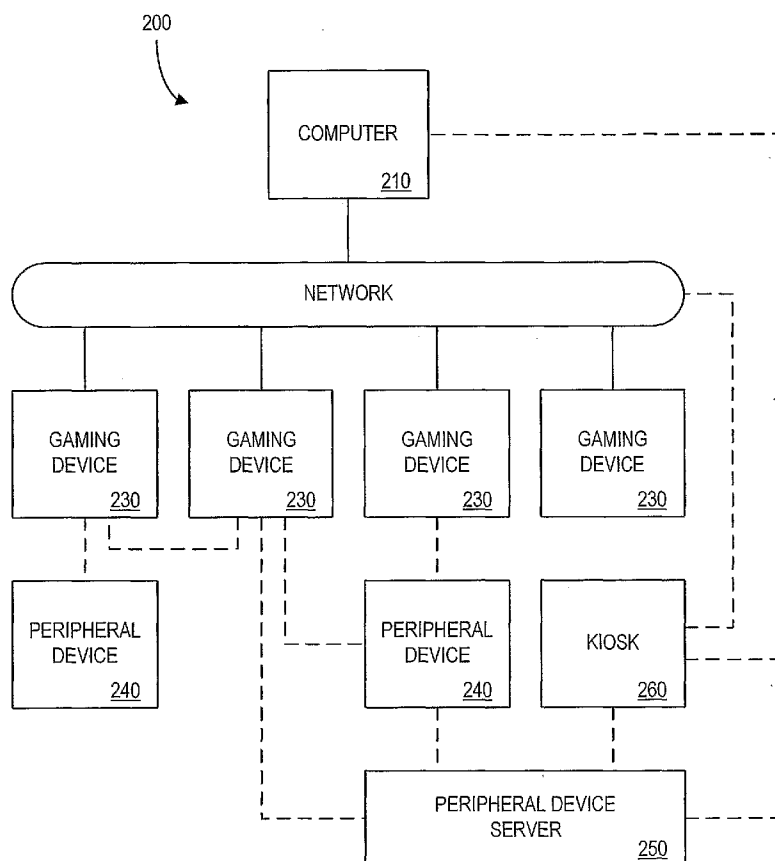 200
COMPUTER
210
NETWORK
GAMING
DEVICE
230
GAMING
DEVICE
230
GAMING
DEVICE
230
GAMING
DEVICE
230
PERIPHERAL
DEVICE
240
PERIPHERAL
DEVICE
240
KIOSK
260
PERIPHERAL DEVICE
SERVER
250